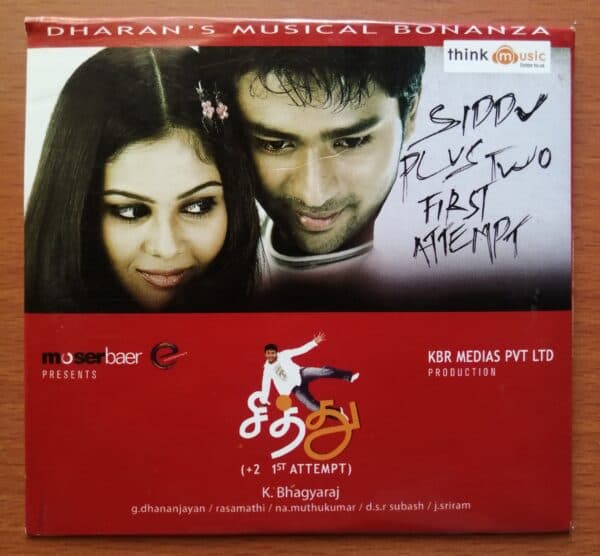 DHARAN'S MUSICAL BONANZA
think music
SIDDU
PLUS TWO
FIRST
ATTEMPT
moserbaer e
PRESENTS
KBR MEDIAS PVT LTD
PRODUCTION
சித்து
(+2 1ST ATTEMPT)
K. Bhagyaraj
g.dhananjayan / rasamathi / na.muthukumar / d.s.r subash / j.sriram